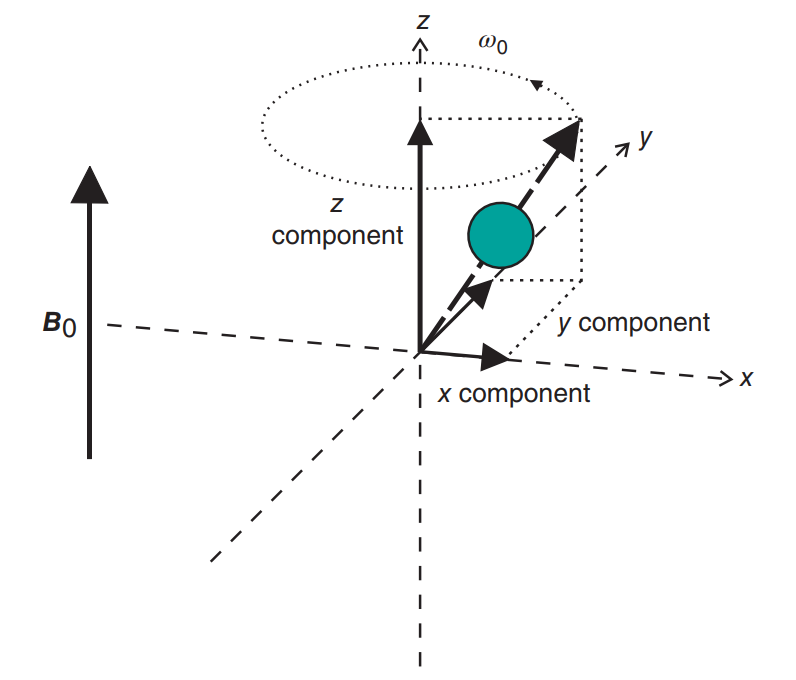 z
ω0
y
z
component
B0
y component
x
x component